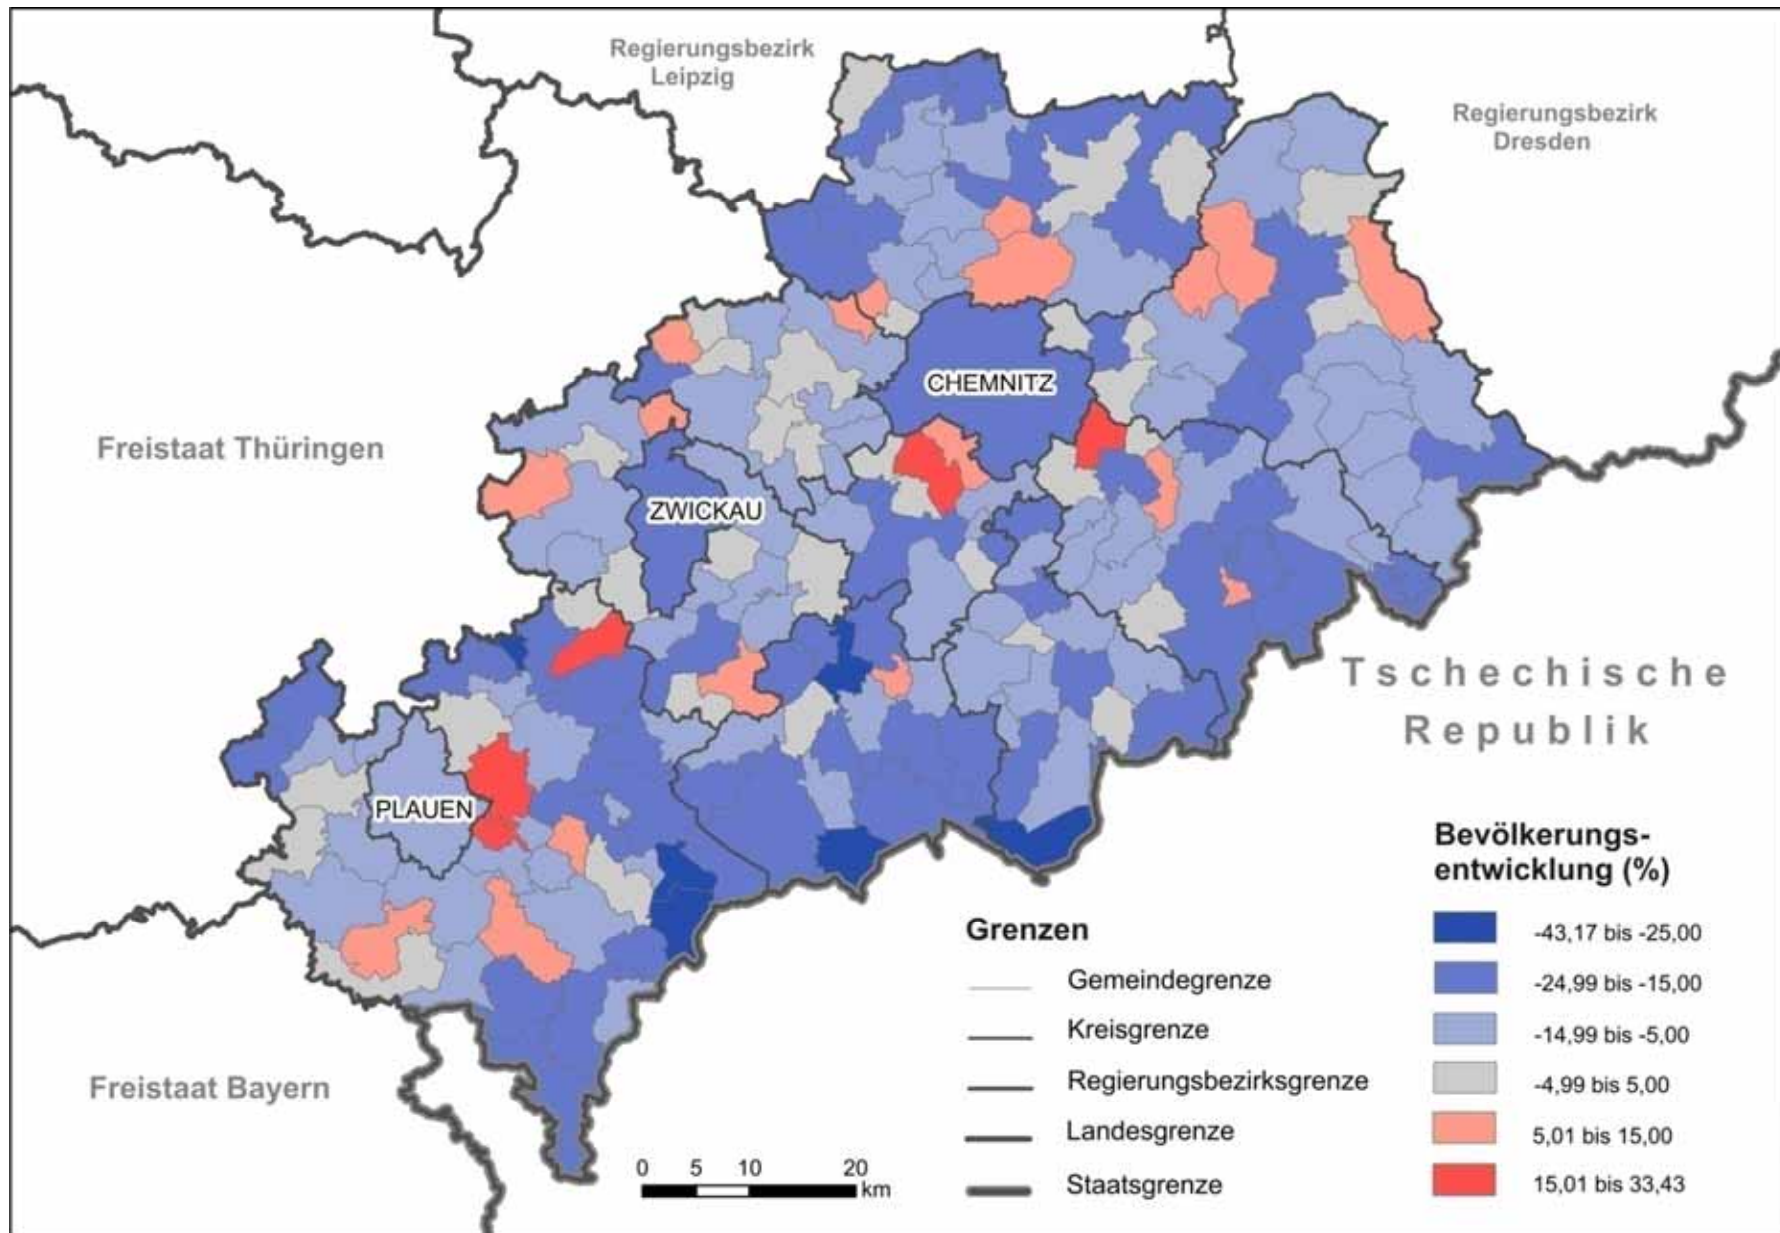 Regierungsbezirk
Leipzig
Regierungsbezirk
Dresden
CHEMNITZ
Freistaat Thüringen
ZWICKAU
Tschechische
Republik
PLAUEN
Freistaat Bayern
Grenzen
Gemeindegrenze
Kreisgrenze
Regierungsbezirksgrenze
Landesgrenze
Staatsgrenze
0 5 10 20
km
Bevölkerungs-
entwicklung (%)
-43,17 bis -25,00
-24,99 bis -15,00
-14,99 bis -5,00
-4,99 bis 5,00
5,01 bis 15,00
15,01 bis 33,43